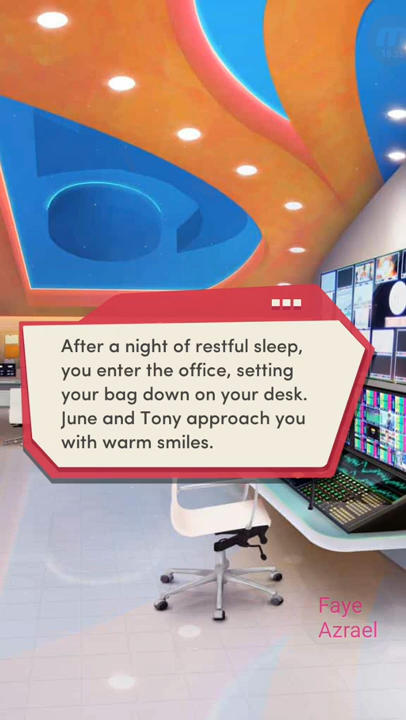 After a night of restful sleep,
you enter the office, setting
your bag down on your desk.
June and Tony approach you
with warm smiles.
Faye
Azrael